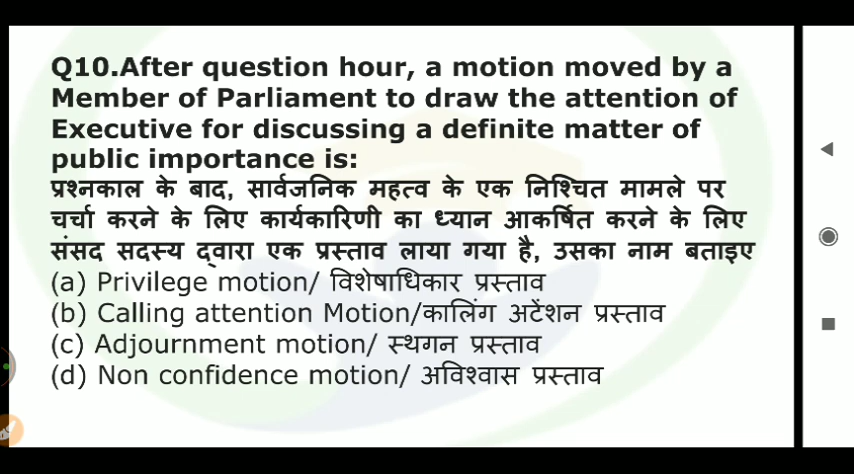 Q10.After question hour, a motion moved by a
Member of Parliament to draw the attention of
Executive for discussing a definite matter of
public importance is:
प्रश्नकाल के बाद, सार्वजनिक महत्व के एक निश्चित मामले पर
चर्चा करने के लिए कार्यकारिणी का ध्यान आकर्षित करने के लिए
संसद सदस्य द्वारा एक प्रस्ताव लाया गया है, उसका नाम बताइए
(a) Privilege motion/ विशेषाधिकार प्रस्ताव
(b) Calling attention Motion/कालिंग अटेंशन प्रस्ताव
(c) Adjournment motion/ स्थगन प्रस्ताव
(d) Non confidence motion/ अविश्वास प्रस्ताव